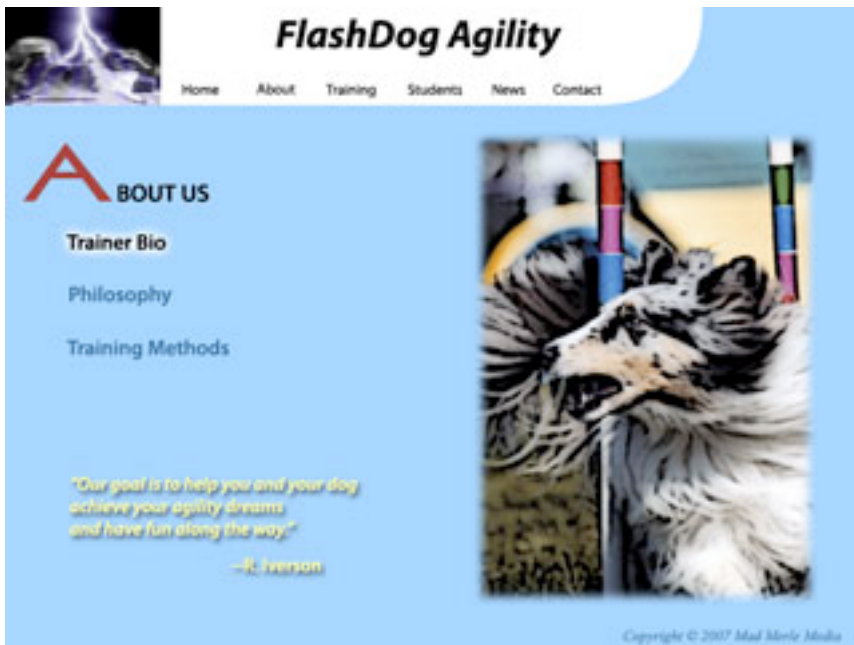 FlashDog Agility
Home About Training Students News Contact
ABOUT US
Trainer Bio
Philosophy
Training Methods
"Our goal is to help you and your dog
achieve your agility dreams
and have fun along the way."
—R. Iverson
Copyright © 2007 Mad Merle Media